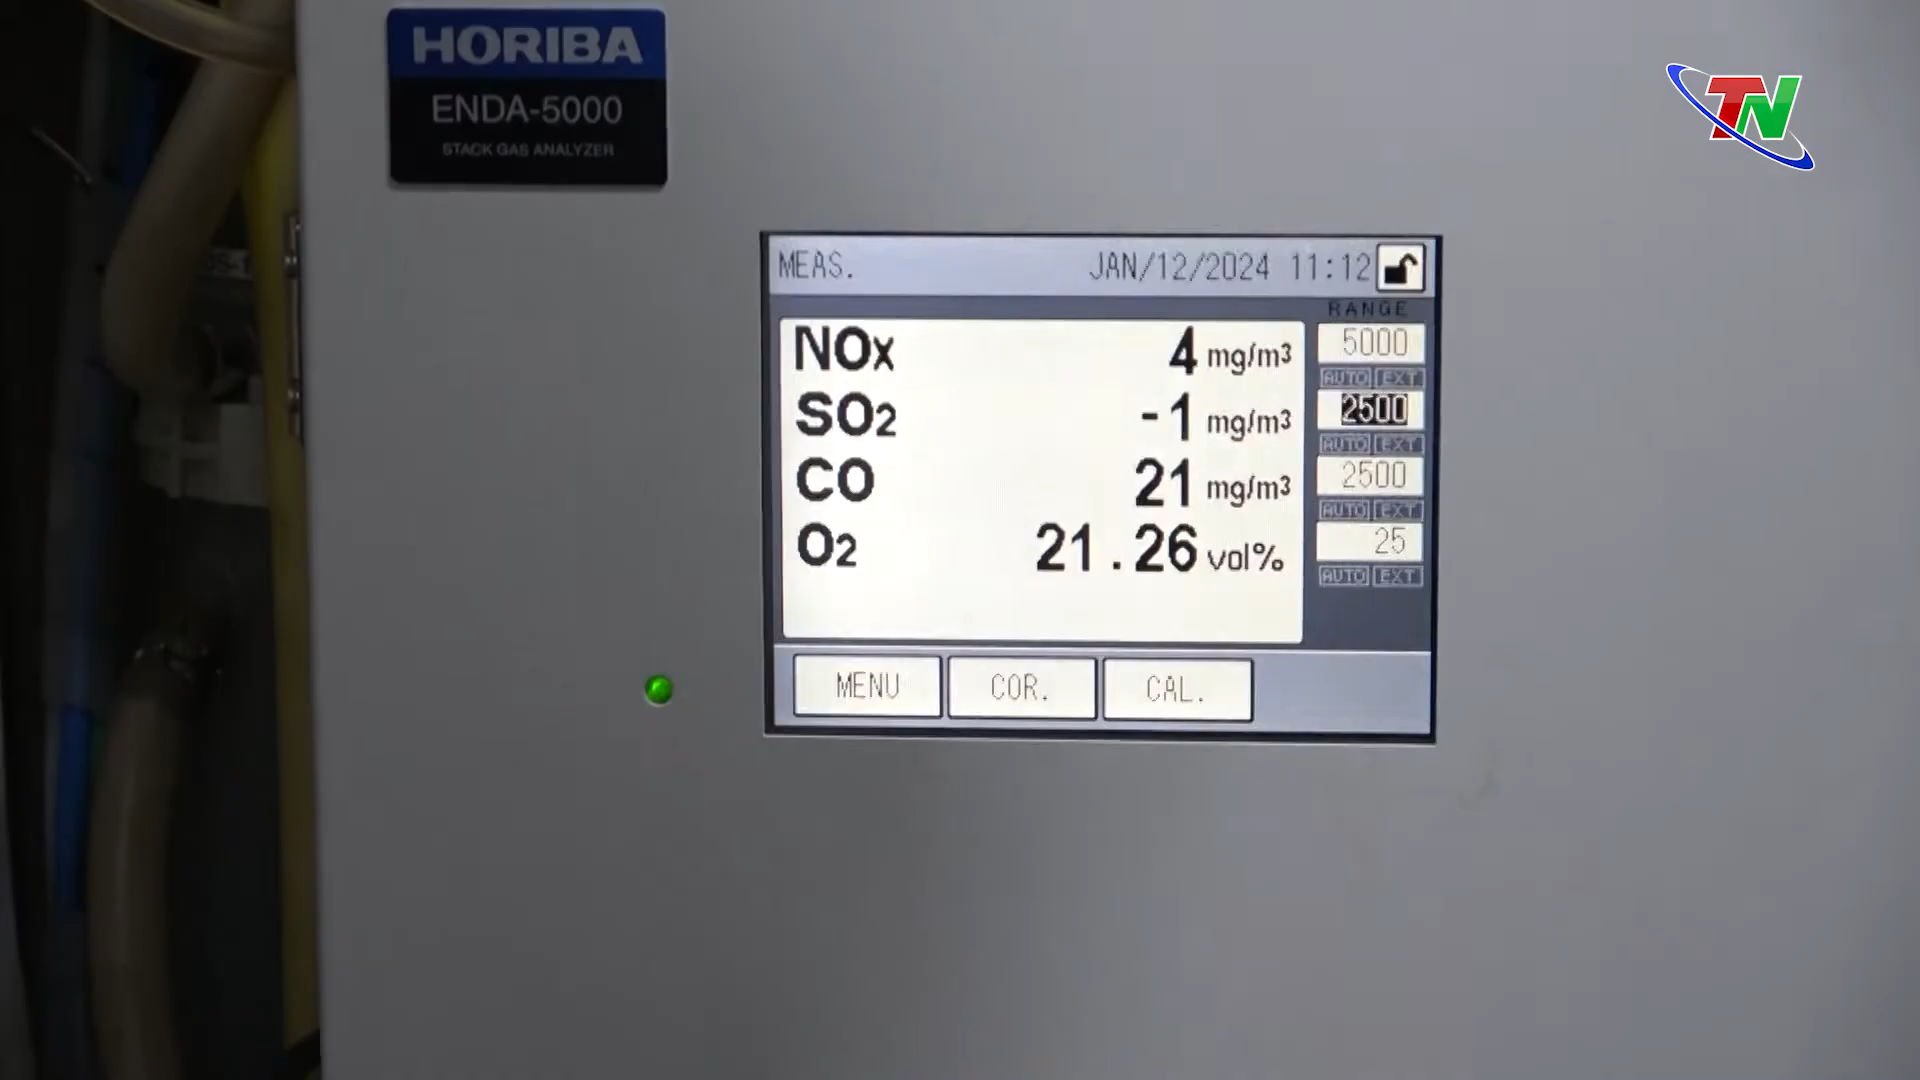 HORIBA
ENDA-5000
STACK GAS ANALYZER
TN
MEAS. JAN/12/2024 11:12
RANGE
NOx 4 mg/m3 5000
AUTO EXT
SO2 -1 mg/m3 2500
AUTO EXT
CO 21 mg/m3 2500
AUTO EXT
O2 21.26 vol% 25
AUTO EXT
MENU COR. CAL.